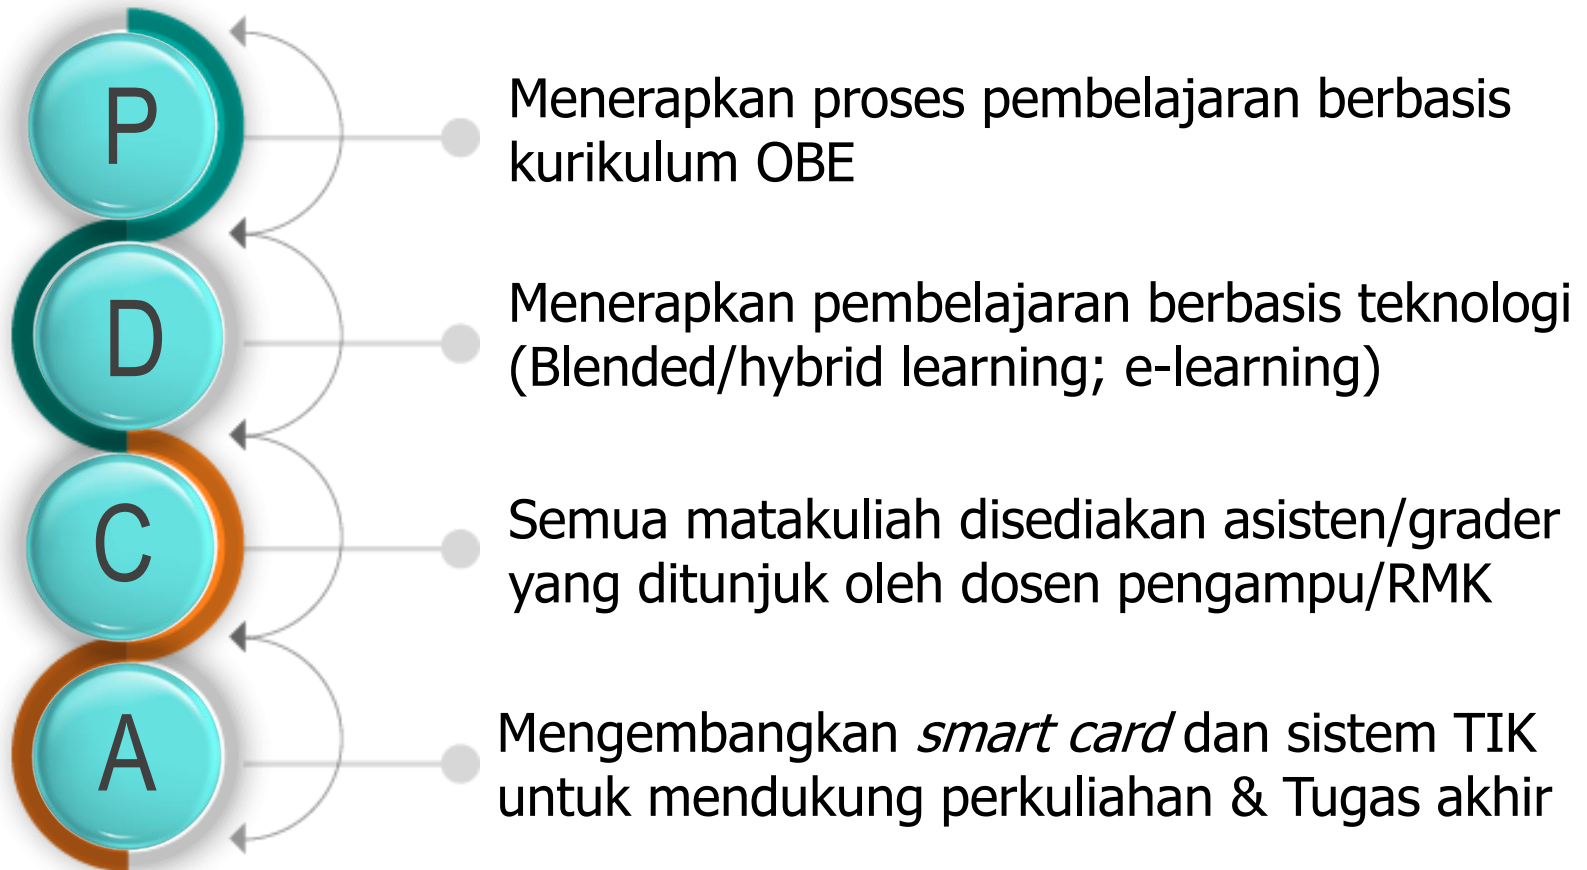 P
Menerapkan proses pembelajaran berbasis
kurikulum OBE
D
Menerapkan pembelajaran berbasis teknologi
(Blended/hybrid learning; e-learning)
C
Semua matakuliah disediakan asisten/grader
yang ditunjuk oleh dosen pengampu/RMK
A
Mengembangkan smart card dan sistem TIK
untuk mendukung perkuliahan & Tugas akhir